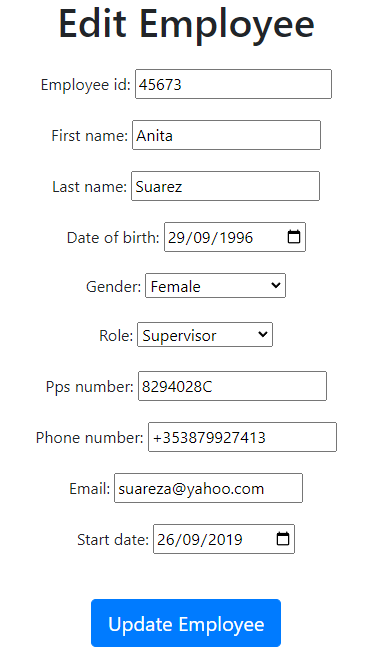 Edit Employee
Employee id: 45673
First name: Anita
Last name: Suarez
Date of birth: 29/09/1996
Gender: Female
Role: Supervisor
Pps number: 8294028C
Phone number: +353879927413
Email: suareza@yahoo.com
Start date: 26/09/2019
Update Employee